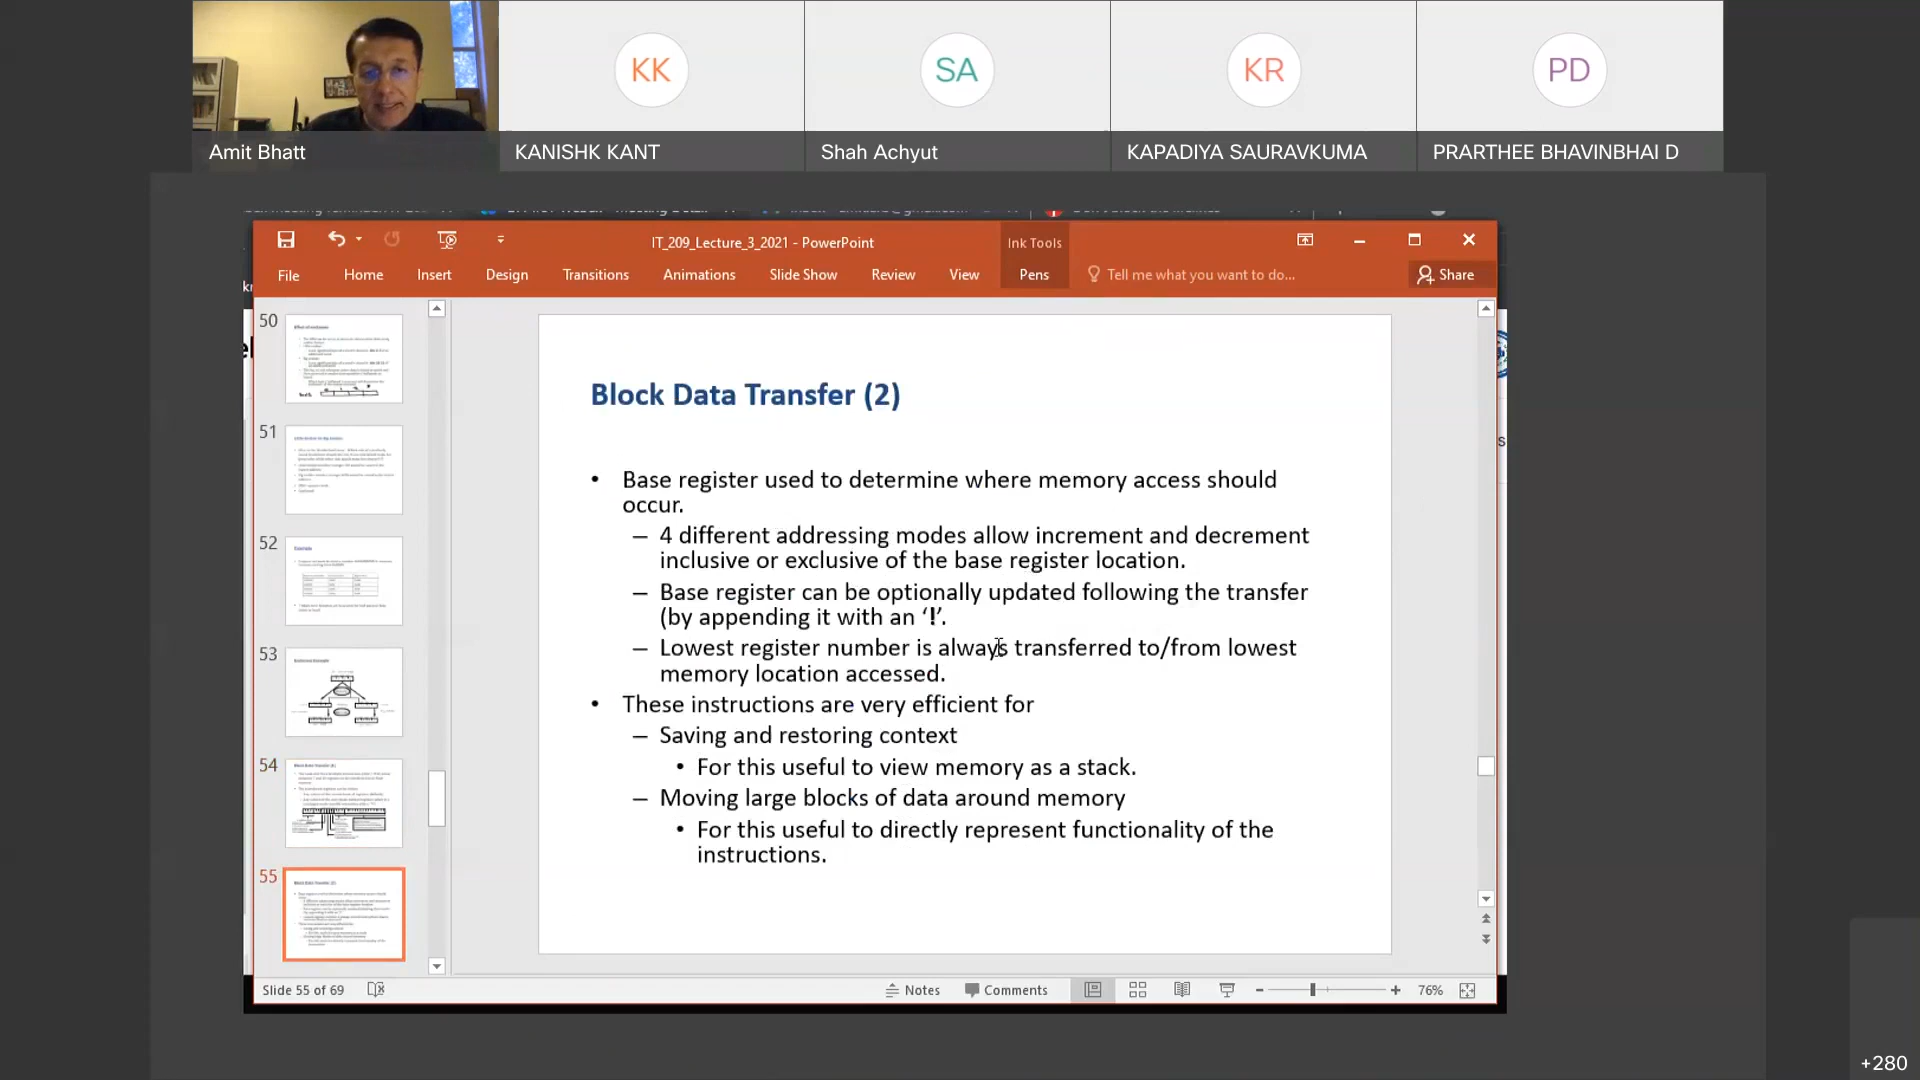 KK
SA
KR
PD
Amit Bhatt
KANISHK KANT
Shah Achyut
KAPADIYA SAURAVKUMA
PRARTHEE BHAVINBHAI D
IT_209_Lecture_3_2021 - PowerPoint
Ink Tools
File
Home
Insert
Design
Transitions
Animations
Slide Show
Review
View
Pens
Tell me what you want to do...
Share
50
51
52
53
54
55
Block Data Transfer (2)
• Base register used to determine where memory access should
occur.
– 4 different addressing modes allow increment and decrement
inclusive or exclusive of the base register location.
– Base register can be optionally updated following the transfer
(by appending it with an ‘!’.
– Lowest register number is always transferred to/from lowest
memory location accessed.
• These instructions are very efficient for
– Saving and restoring context
• For this useful to view memory as a stack.
– Moving large blocks of data around memory
• For this useful to directly represent functionality of the
instructions.
Slide 55 of 69
Notes
Comments
76%
+280